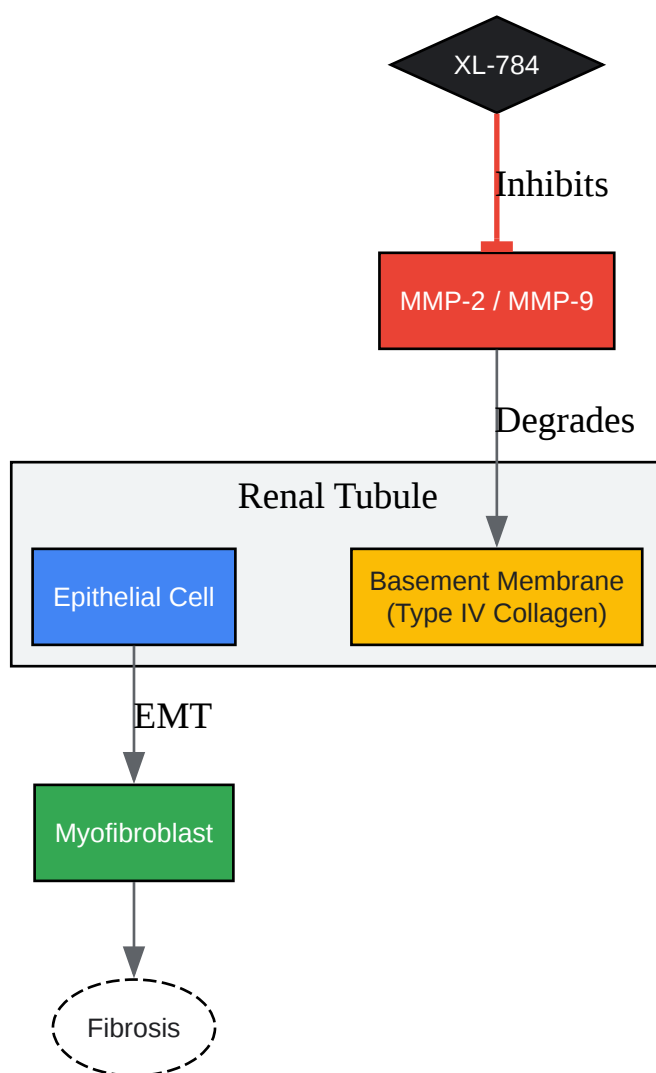 XL-784
Inhibits
MMP-2 / MMP-9
Degrades
Renal Tubule
Epithelial Cell
Basement Membrane
(Type IV Collagen)
EMT
Myofibroblast
Fibrosis